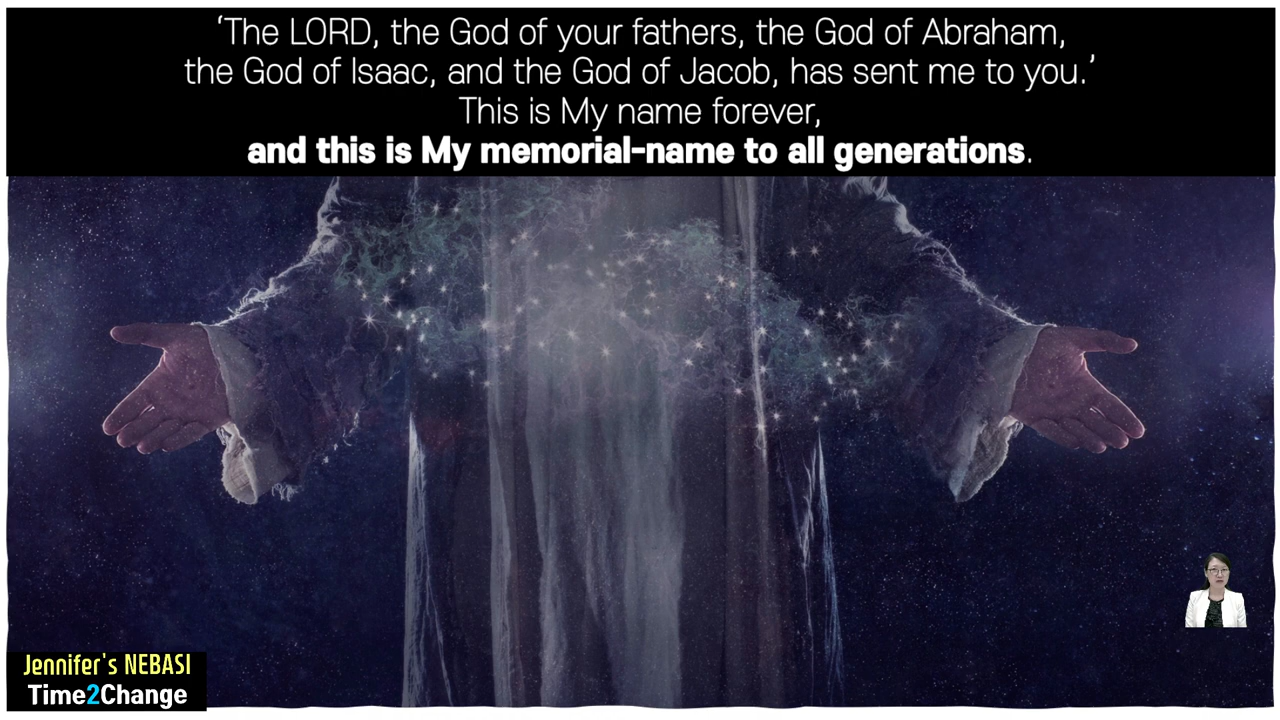 ‘The LORD, the God of your fathers, the God of Abraham,
the God of Isaac, and the God of Jacob, has sent me to you.’
This is My name forever,
and this is My memorial-name to all generations.
Jennifer's NEBASI
Time2Change